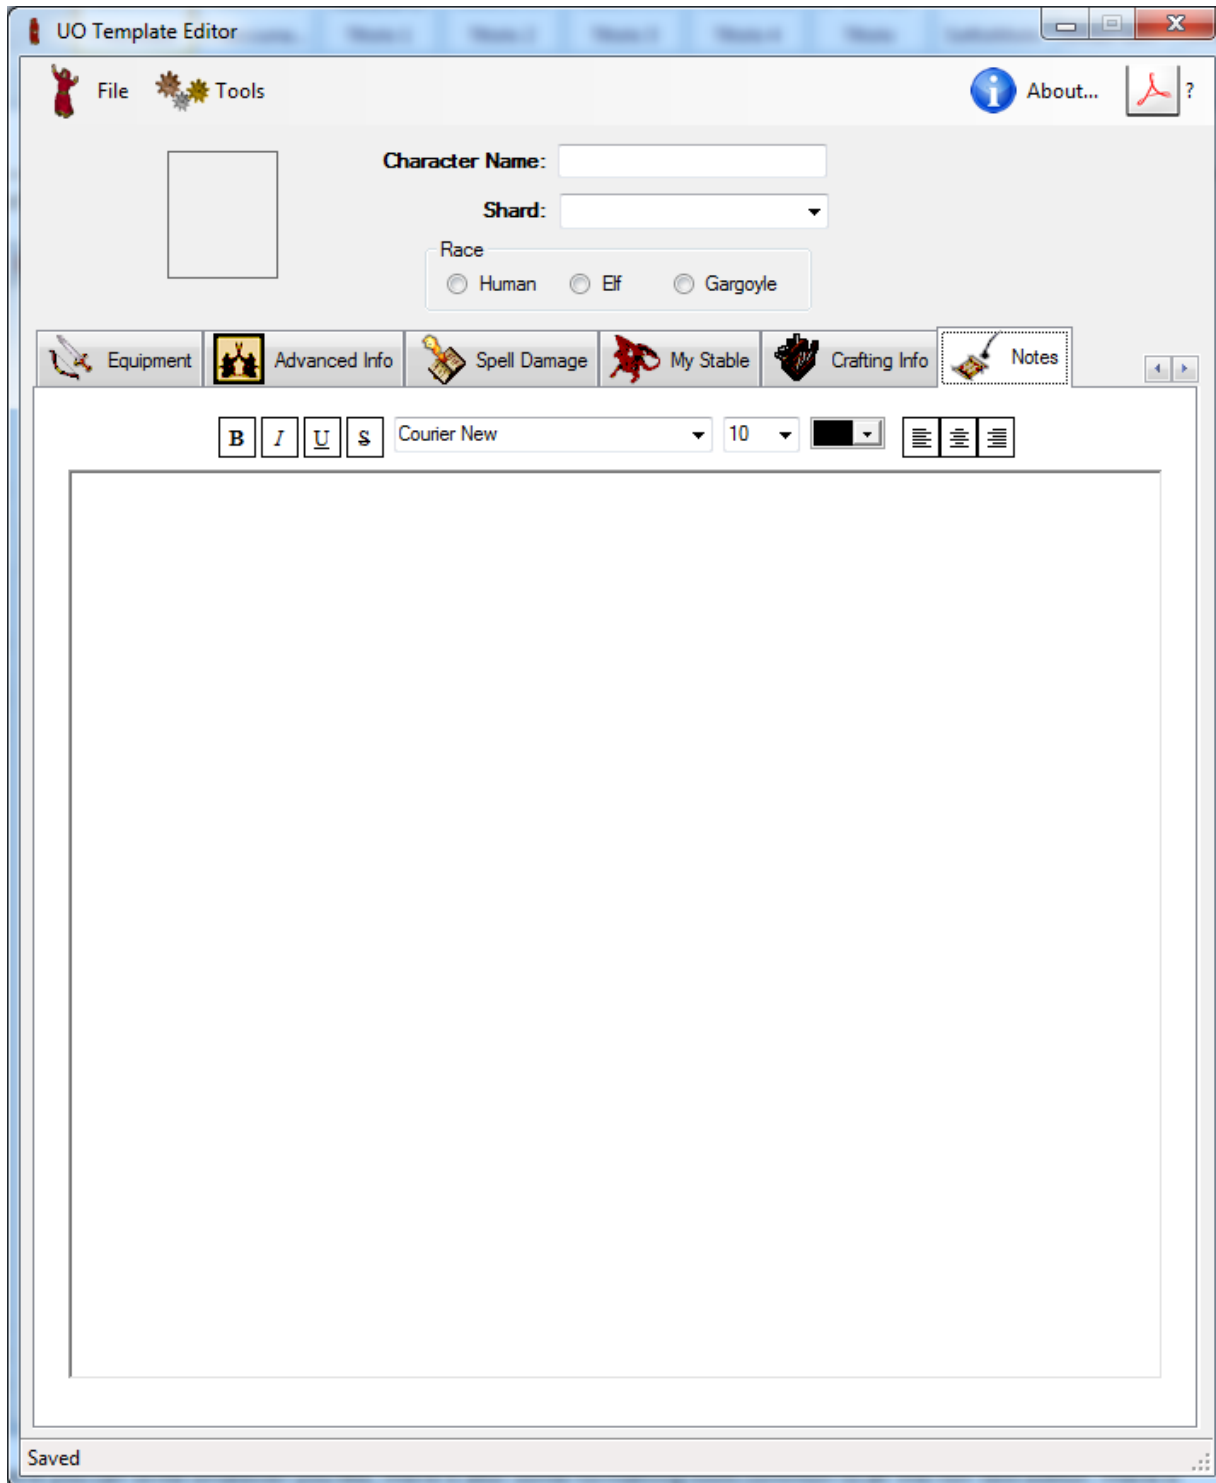 UO Template Editor
File Tools About... ?
Character Name:
Shard:
Race
Human Elf Gargoyle
Equipment Advanced Info Spell Damage My Stable Crafting Info Notes
B I U S Courier New 10
Saved